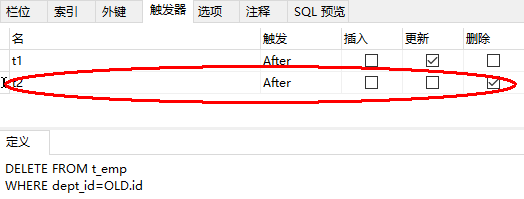 栏位 索引 外键 触发器 选项 注释 SQL 预览
名 触发 插入 更新 删除
t1 After
t2 After
定义
DELETE FROM t_emp
WHERE dept_id=OLD.id